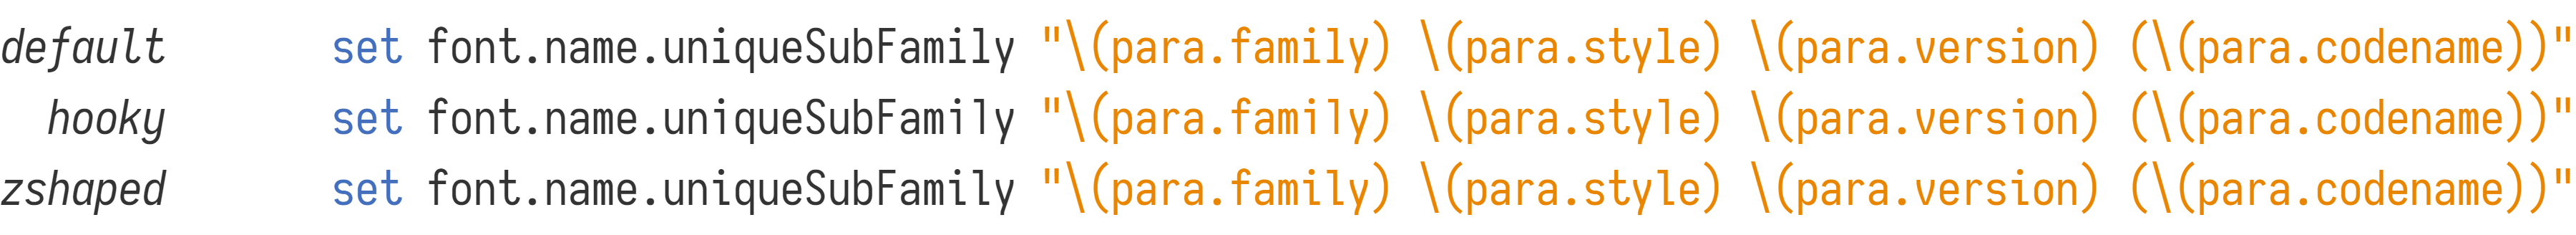 default set font.name.uniqueSubFamily "\(para.family) \(para.style) \(para.version) (\(para.codename))"
hooky set font.name.uniqueSubFamily "\(para.family) \(para.style) \(para.version) (\(para.codename))"
zshaped set font.name.uniqueSubFamily "\(para.family) \(para.style) \(para.version) (\(para.codename))"